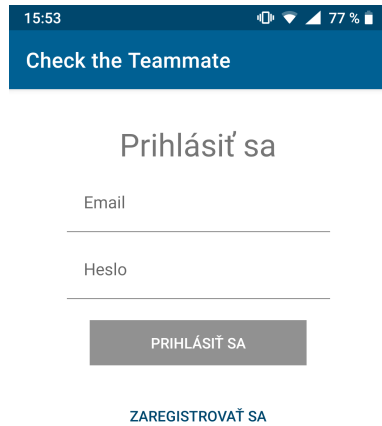 15:53 77 %
Check the Teammate
Prihlásiť sa
Email
Heslo
PRIHLÁSIŤ SA
ZAREGISTROVAŤ SA